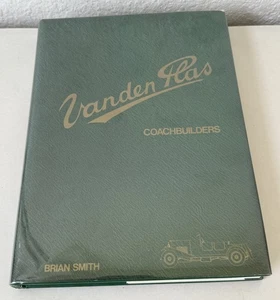 Vanden Plas
COACHBUILDERS
BRIAN SMITH